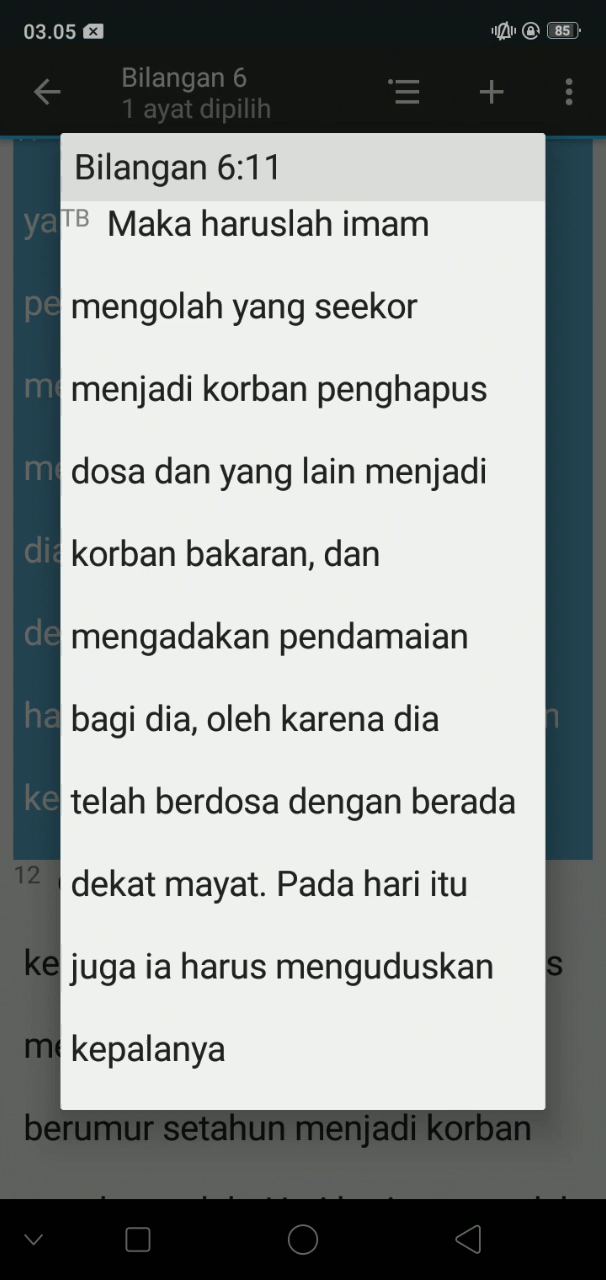 03.05
85
Bilangan 6
1 ayat dipilih
Bilangan 6:11
TB Maka haruslah imam
mengolah yang seekor
menjadi korban penghapus
dosa dan yang lain menjadi
korban bakaran, dan
mengadakan pendamaian
bagi dia, oleh karena dia
telah berdosa dengan berada
dekat mayat. Pada hari itu
juga ia harus menguduskan
kepalanya
12
berumur setahun menjadi korban